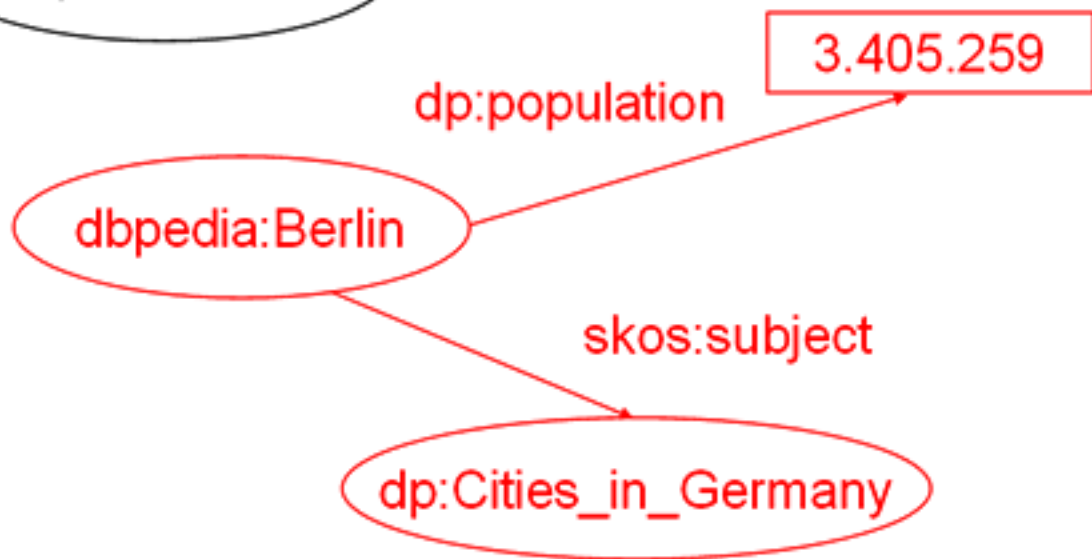 3.405.259
dp:population
dbpedia:Berlin
skos:subject
dp:Cities_in_Germany